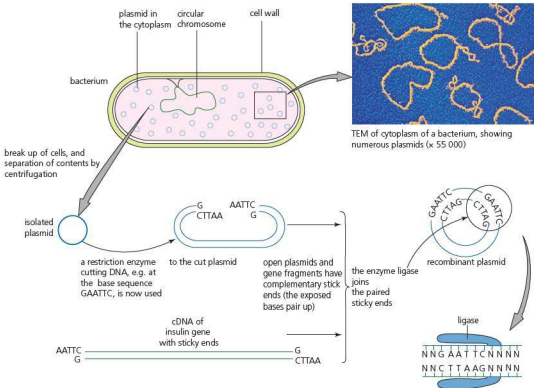 plasmid in
the cytoplasm
circular
chromosome
cell wall
bacterium
TEM of cytoplasm of a bacterium, showing
numerous plasmids (× 55 000)
break up of cells, and
separation of contents by
centrifugation
isolated
plasmid
G
CTTAA
AATTC
G
GAATTC
CTTAG
GAATTC
CTTAG
a restriction enzyme
cutting DNA, e.g. at
the base sequence
GAATTC, is now used
to the cut plasmid
open plasmids and
gene fragments have
complementary stick
ends (the exposed
bases pair up)
the enzyme ligase
joins
the paired
sticky ends
recombinant plasmid
cDNA of
insulin gene
with sticky ends
AATTC
G
G
CTTAA
ligase
NNGAATTCNNNN
NNCTTAAGNNNN